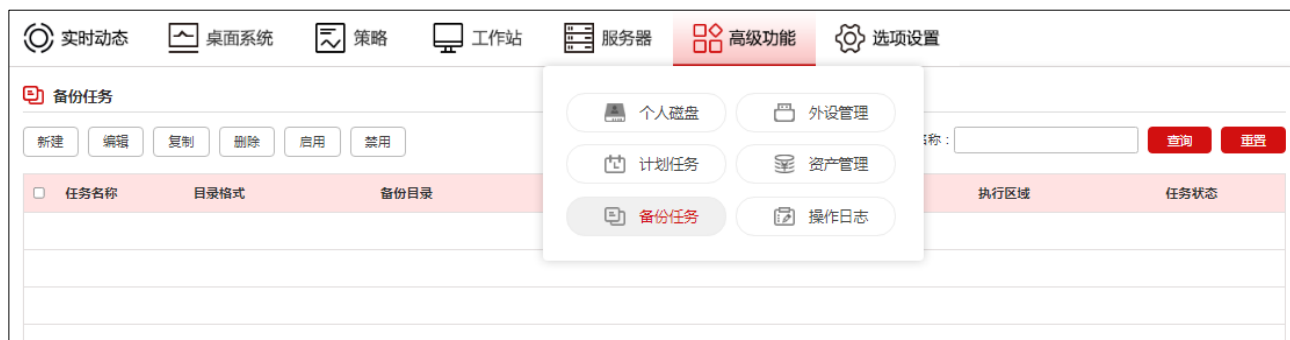 实时动态 桌面系统 策略 工作站 服务器 高级功能 选项设置
备份任务
个人磁盘 外设管理
新建 编辑 复制 删除 启用 禁用 称： 查询 重置
计划任务 资产管理
任务名称 目录格式 备份目录 执行区域 任务状态
备份任务 操作日志